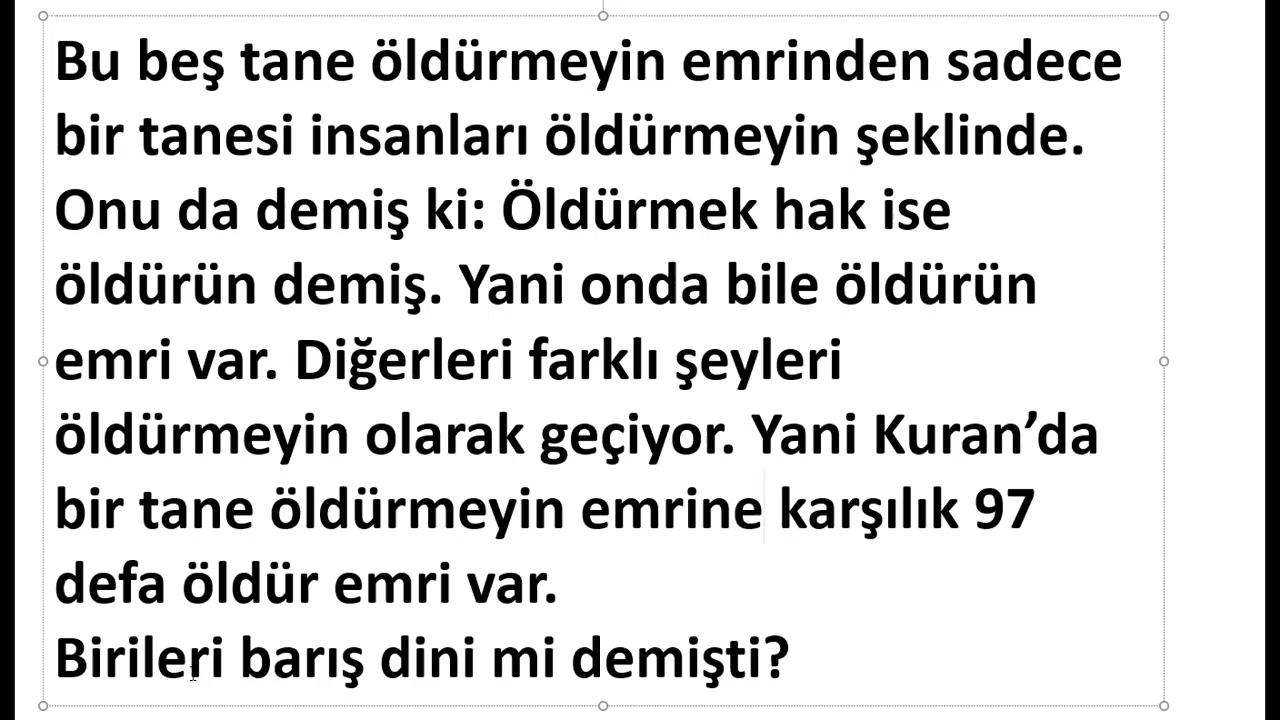 Bu beş tane öldürmeyin emrinden sadece
bir tanesi insanları öldürmeyin şeklinde.
Onu da demiş ki: Öldürmek hak ise
öldürün demiş. Yani onda bile öldürün
emri var. Diğerleri farklı şeyleri
öldürmeyin olarak geçiyor. Yani Kuran’da
bir tane öldürmeyin emrine karşılık 97
defa öldür emri var.
Birileri barış dini mi demişti?